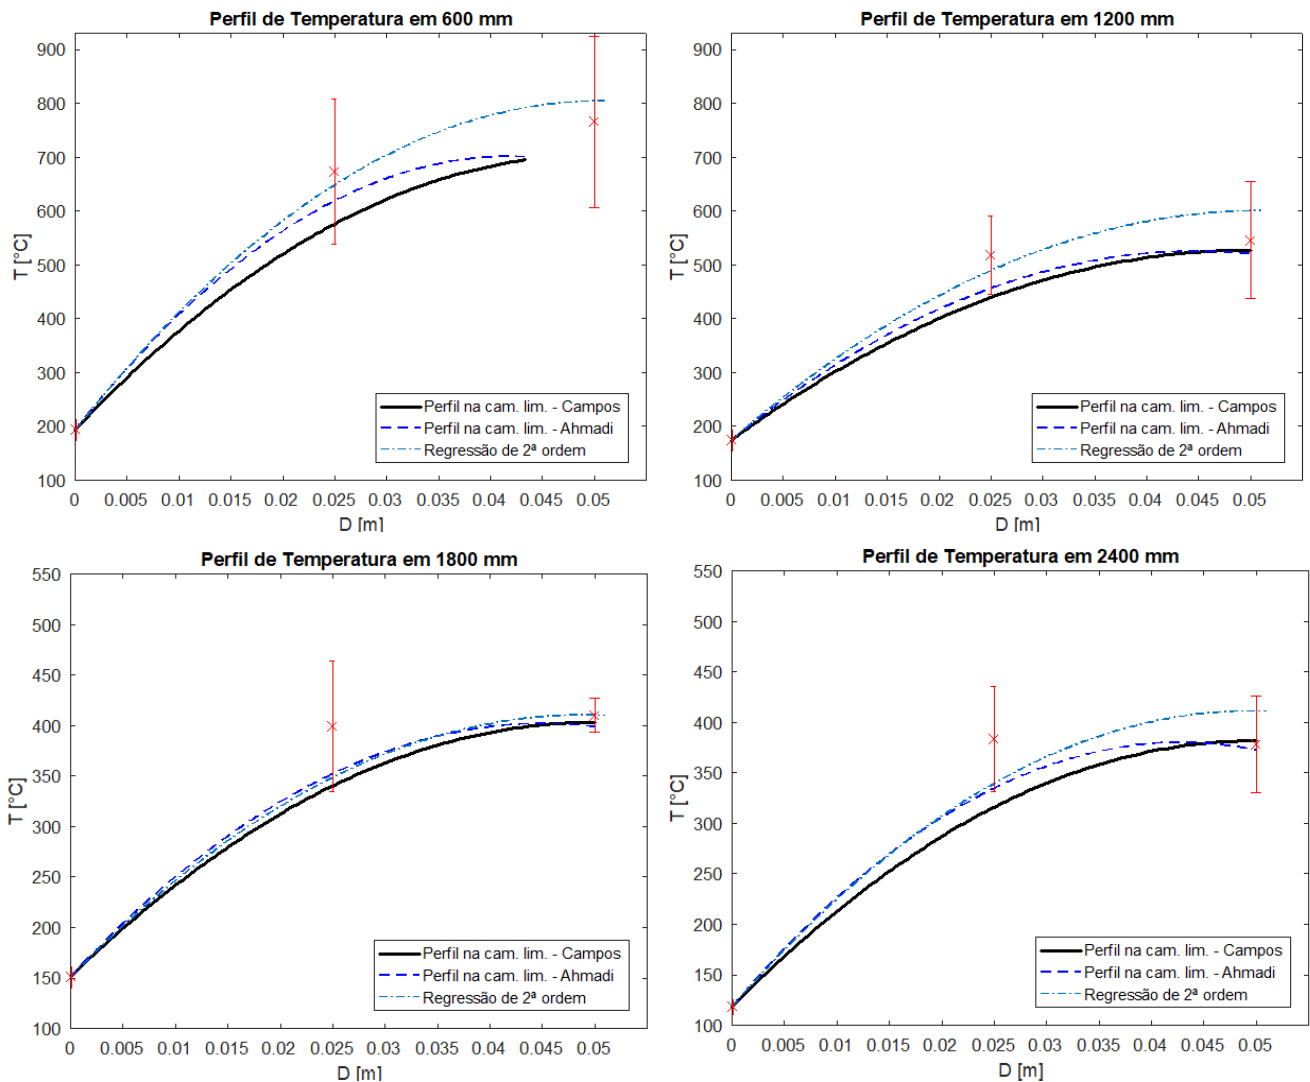 Perfil de Temperatura em 600 mm
900
800
700
600
500
400
300
200
100
T [°C]
0 0.005 0.01 0.015 0.02 0.025 0.03 0.035 0.04 0.045 0.05
D [m]
Perfil na cam. lim. - Campos
Perfil na cam. lim. - Ahmadi
Regressão de 2ª ordem
Perfil de Temperatura em 1200 mm
900
800
700
600
500
400
300
200
100
T [°C]
0 0.005 0.01 0.015 0.02 0.025 0.03 0.035 0.04 0.045 0.05
D [m]
Perfil na cam. lim. - Campos
Perfil na cam. lim. - Ahmadi
Regressão de 2ª ordem
Perfil de Temperatura em 1800 mm
550
500
450
400
350
300
250
200
150
100
T [°C]
0 0.005 0.01 0.015 0.02 0.025 0.03 0.035 0.04 0.045 0.05
D [m]
Perfil na cam. lim. - Campos
Perfil na cam. lim. - Ahmadi
Regressão de 2ª ordem
Perfil de Temperatura em 2400 mm
550
500
450
400
350
300
250
200
150
100
T [°C]
0 0.005 0.01 0.015 0.02 0.025 0.03 0.035 0.04 0.045 0.05
D [m]
Perfil na cam. lim. - Campos
Perfil na cam. lim. - Ahmadi
Regressão de 2ª ordem